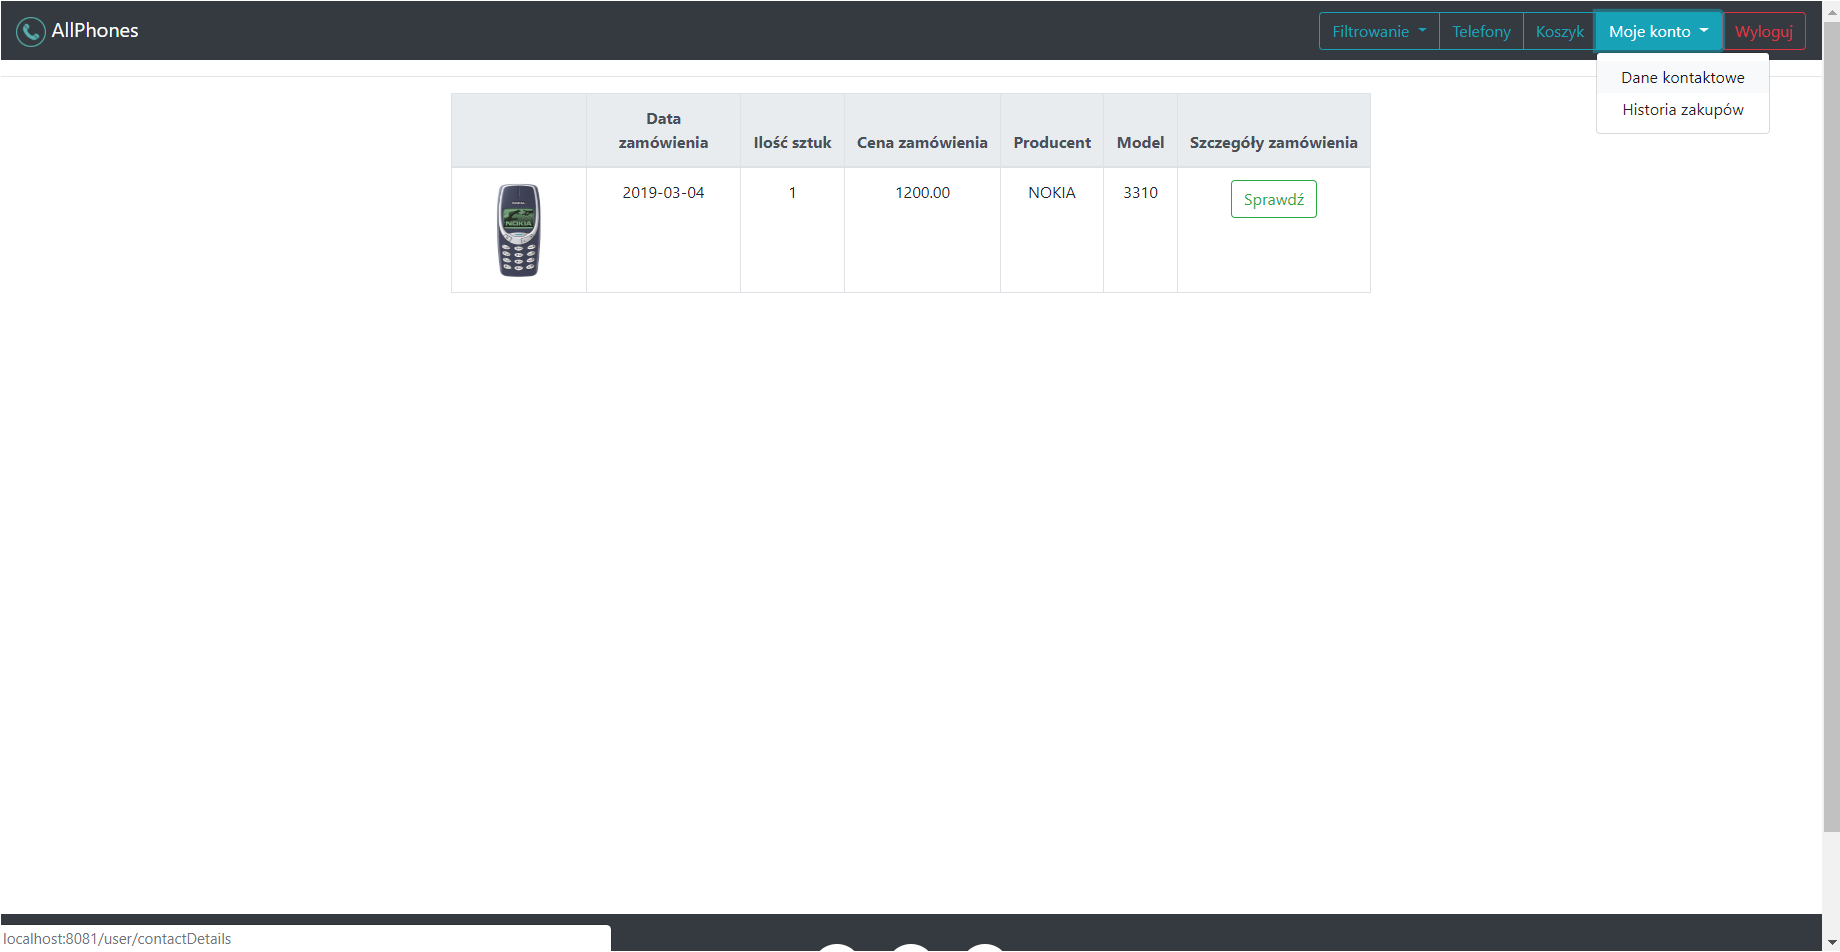 AllPhones
Filtrowanie
Telefony
Koszyk
Moje konto
Wyloguj
Dane kontaktowe
Historia zakupów
Data
zamówienia
Ilość sztuk
Cena zamówienia
Producent
Model
Szczegóły zamówienia
NOKIA
2019-03-04
1
1200.00
NOKIA
3310
Sprawdź
localhost:8081/user/contactDetails